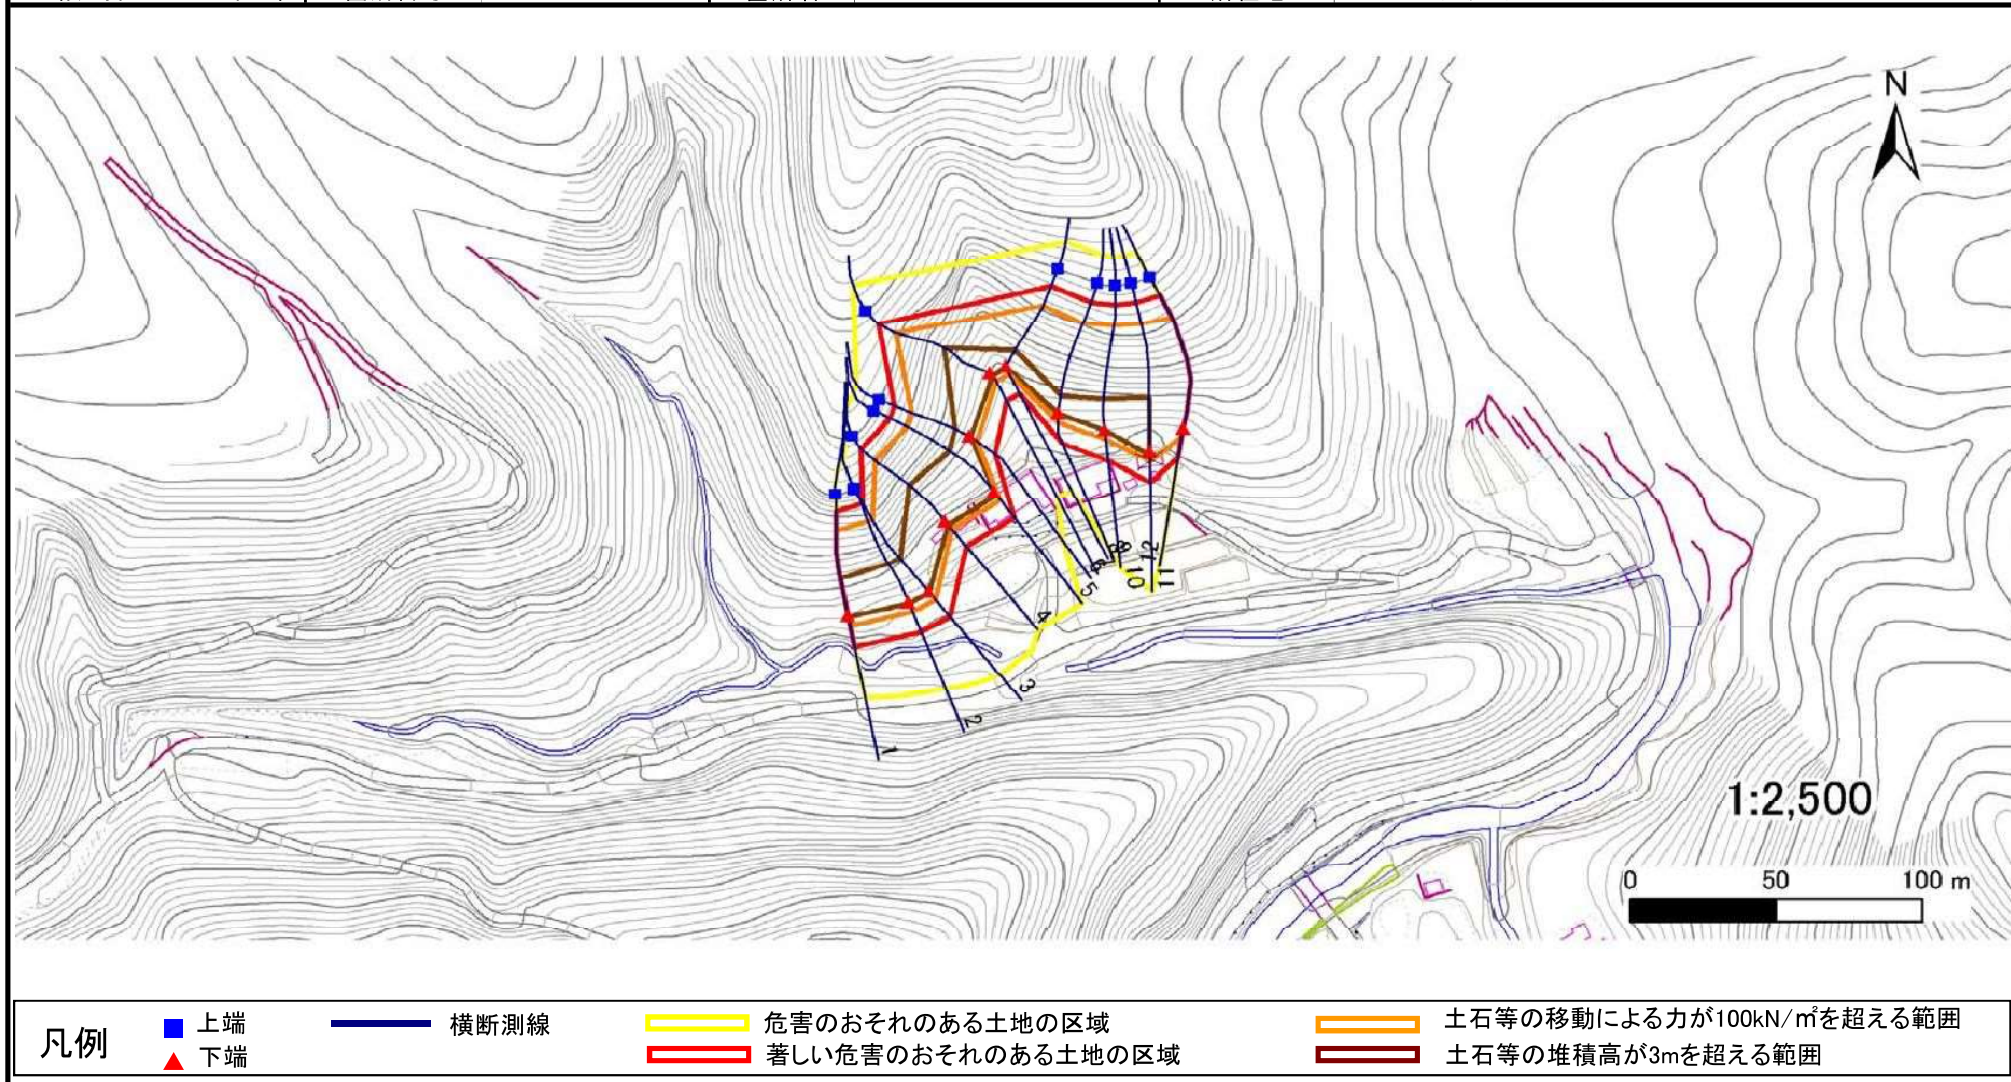 N
1
2
3
4
5
10
11
12
1:2,500
0 50 100 m
凡例
上端
下端
横断測線
危害のおそれのある土地の区域
著しい危害のおそれのある土地の区域
土石等の移動による力が100kN/㎡を超える範囲
土石等の堆積高が3mを超える範囲